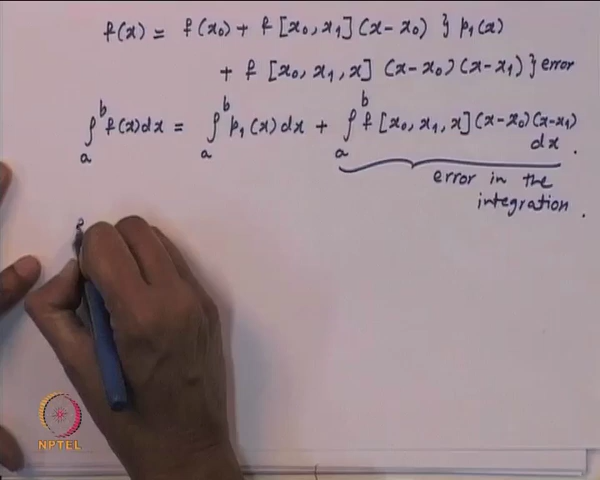 f(x) = f(x₀) + f[x₀, x₁](x-x₀) } p₁(x)
+ f[x₀, x₁, x](x-x₀)(x-x₁) } error
∫ₐᵇ f(x)dx = ∫ₐᵇ p₁(x)dx + ∫ₐᵇ f[x₀, x₁, x](x-x₀)(x-x₁)
dx.
error in the
integration.
NPTEL